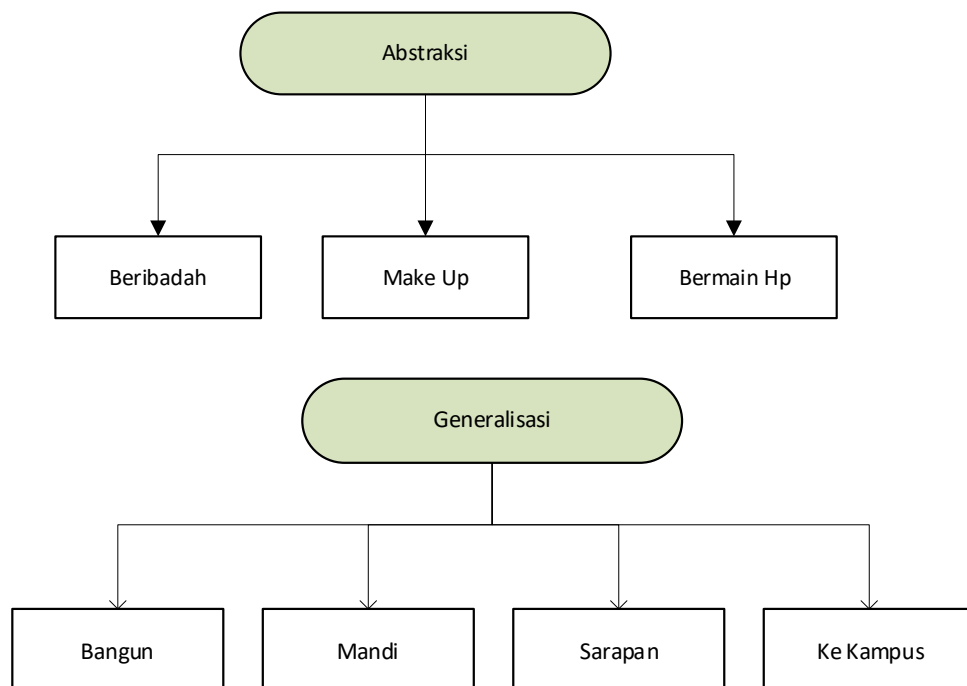 Abstraksi
Beribadah
Make Up
Bermain Hp
Generalisasi
Bangun
Mandi
Sarapan
Ke Kampus